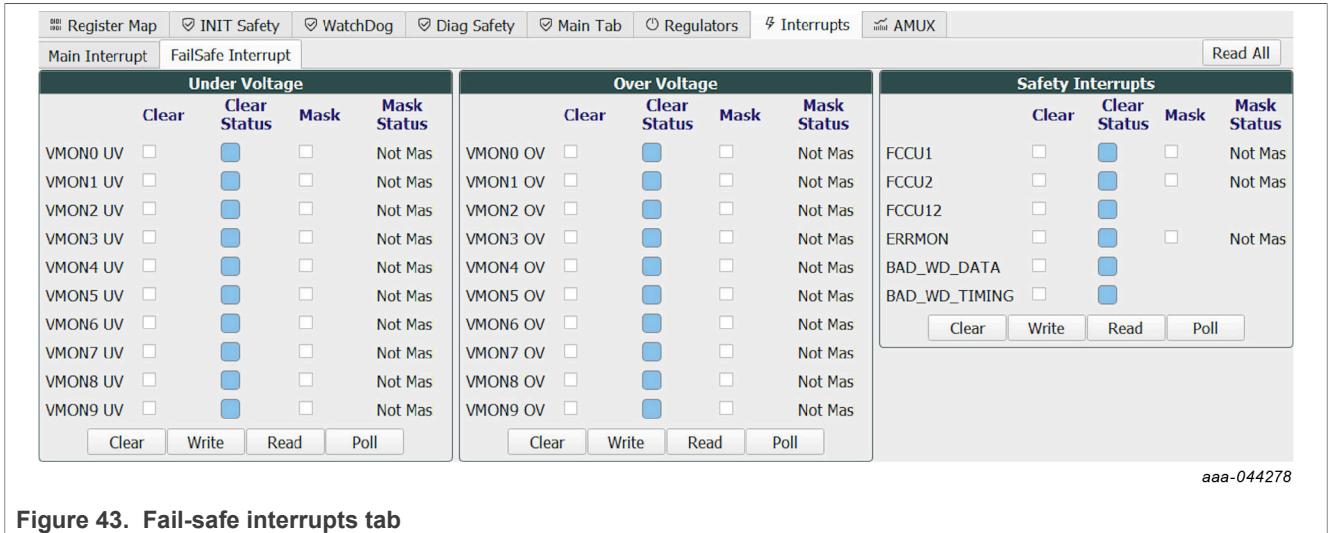 Register Map INIT Safety WatchDog Diag Safety Main Tab Regulators Interrupts AMUX
Main Interrupt FailSafe Interrupt Read All
Under Voltage
Clear Clear Status Mask Mask Status
VMON0 UV Not Mas
VMON1 UV Not Mas
VMON2 UV Not Mas
VMON3 UV Not Mas
VMON4 UV Not Mas
VMON5 UV Not Mas
VMON6 UV Not Mas
VMON7 UV Not Mas
VMON8 UV Not Mas
VMON9 UV Not Mas
Clear Write Read Poll
Over Voltage
Clear Clear Status Mask Mask Status
VMON0 OV Not Mas
VMON1 OV Not Mas
VMON2 OV Not Mas
VMON3 OV Not Mas
VMON4 OV Not Mas
VMON5 OV Not Mas
VMON6 OV Not Mas
VMON7 OV Not Mas
VMON8 OV Not Mas
VMON9 OV Not Mas
Clear Write Read Poll
Safety Interrupts
Clear Clear Status Mask Mask Status
FCCU1 Not Mas
FCCU2 Not Mas
FCCU12
ERRMON Not Mas
BAD_WD_DATA
BAD_WD_TIMING
Clear Write Read Poll
aaa-044278
Figure 43. Fail-safe interrupts tab